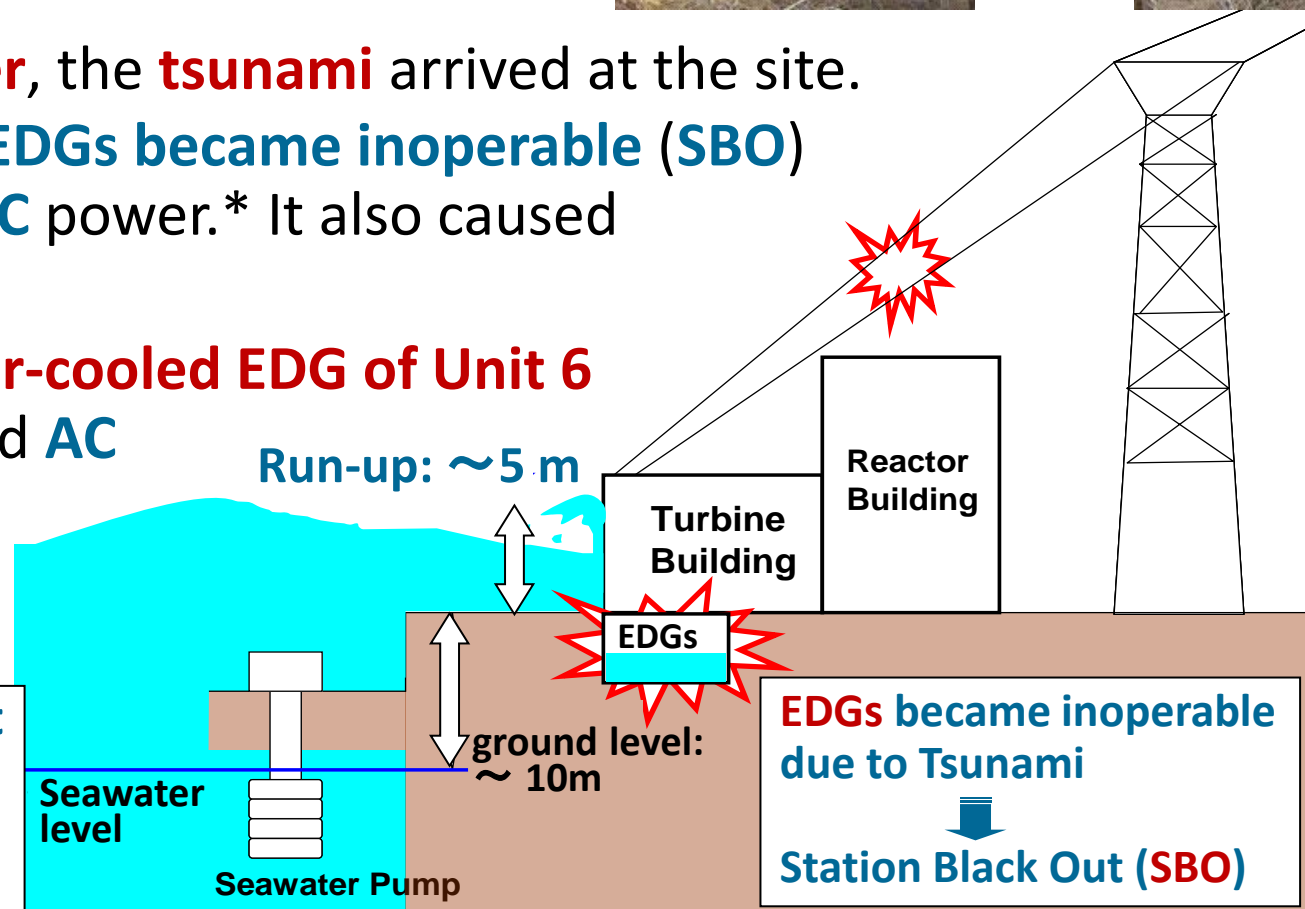 er, the tsunami arrived at the site.
EDGs became inoperable (SBO)
C power.* It also caused
r-cooled EDG of Unit 6
d AC
Run-up: ～5 m
Reactor
Building
Turbine
Building
EDGs
ground level:
～ 10m
Seawater
level
Seawater Pump
EDGs became inoperable
due to Tsunami
Station Black Out (SBO)